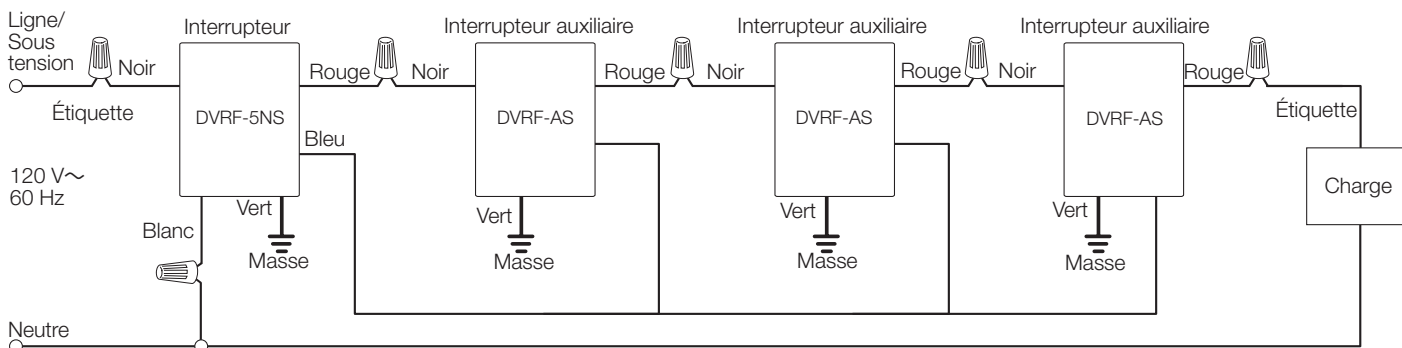 Ligne/
Sous
tension
Interrupteur
Interrupteur auxiliaire
Interrupteur auxiliaire
Interrupteur auxiliaire
Noir
Rouge
Noir
Rouge
Noir
Rouge
Noir
Rouge
Étiquette
Étiquette
DVRF-5NS
DVRF-AS
DVRF-AS
DVRF-AS
Bleu
120 V~
60 Hz
Charge
Vert
Vert
Vert
Vert
Blanc
Masse
Masse
Masse
Masse
Neutre